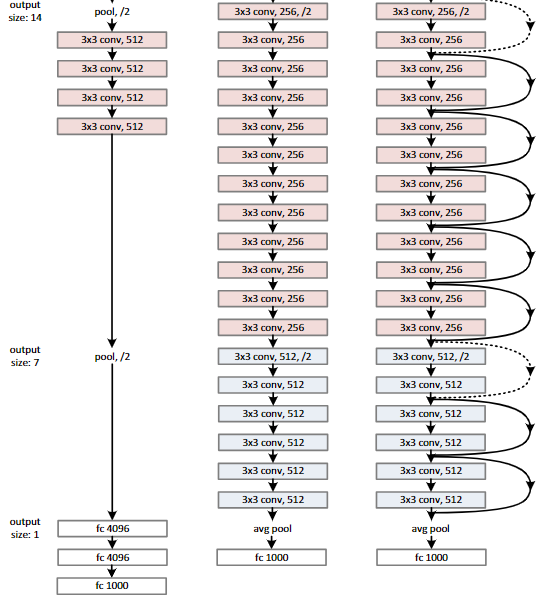 output
size: 14
output
size: 7
output
size: 1
pool, /2
3x3 conv, 512
3x3 conv, 512
3x3 conv, 512
3x3 conv, 512
pool, /2
fc 4096
fc 4096
fc 1000
3x3 conv, 256, /2
3x3 conv, 256
3x3 conv, 256
3x3 conv, 256
3x3 conv, 256
3x3 conv, 256
3x3 conv, 256
3x3 conv, 256
3x3 conv, 256
3x3 conv, 256
3x3 conv, 256
3x3 conv, 256
3x3 conv, 512, /2
3x3 conv, 512
3x3 conv, 512
3x3 conv, 512
3x3 conv, 512
3x3 conv, 512
avg pool
fc 1000
3x3 conv, 256, /2
3x3 conv, 256
3x3 conv, 256
3x3 conv, 256
3x3 conv, 256
3x3 conv, 256
3x3 conv, 256
3x3 conv, 256
3x3 conv, 256
3x3 conv, 256
3x3 conv, 256
3x3 conv, 256
3x3 conv, 512, /2
3x3 conv, 512
3x3 conv, 512
3x3 conv, 512
3x3 conv, 512
3x3 conv, 512
avg pool
fc 1000